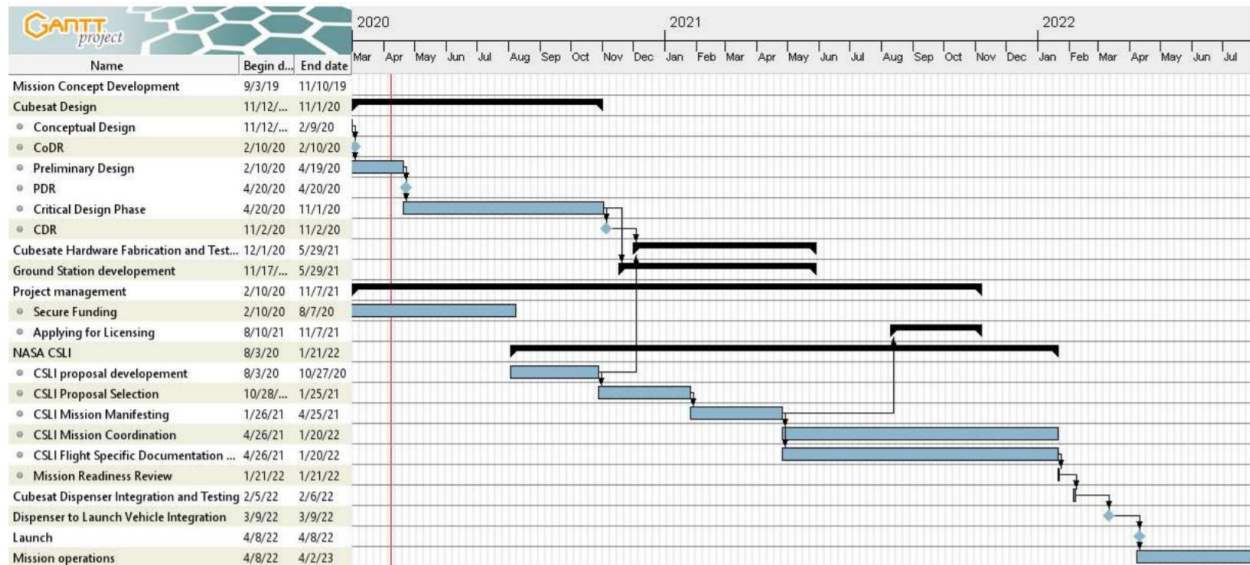 GANTT project
2020 2021 2022
Name Begin d... End date Mar Apr May Jun Jul Aug Sep Oct Nov Dec Jan Feb Mar Apr May Jun Jul Aug Sep Oct Nov Dec Jan Feb Mar Apr May Jun Jul
Mission Concept Development 9/3/19 11/10/19
Cubesat Design 11/12/... 11/1/20
Conceptual Design 11/12/... 2/9/20
CoDR 2/10/20 2/10/20
Preliminary Design 2/10/20 4/19/20
PDR 4/20/20 4/20/20
Critical Design Phase 4/20/20 11/1/20
CDR 11/2/20 11/2/20
Cubesate Hardware Fabrication and Test... 12/1/20 5/29/21
Ground Station developement 11/17/... 5/29/21
Project management 2/10/20 11/7/21
Secure Funding 2/10/20 8/7/20
Applying for Licensing 8/10/21 11/7/21
NASA CSLI 8/3/20 1/21/22
CSLI proposal developement 8/3/20 10/27/20
CSLI Proposal Selection 10/28/... 1/25/21
CSLI Mission Manifesting 1/26/21 4/25/21
CSLI Mission Coordination 4/26/21 1/20/22
CSLI Flight Specific Documentation ... 4/26/21 1/20/22
Mission Readiness Review 1/21/22 1/21/22
Cubesat Dispenser Integration and Testing 2/5/22 2/6/22
Dispenser to Launch Vehicle Integration 3/9/22 3/9/22
Launch 4/8/22 4/8/22
Mission operations 4/8/22 4/2/23